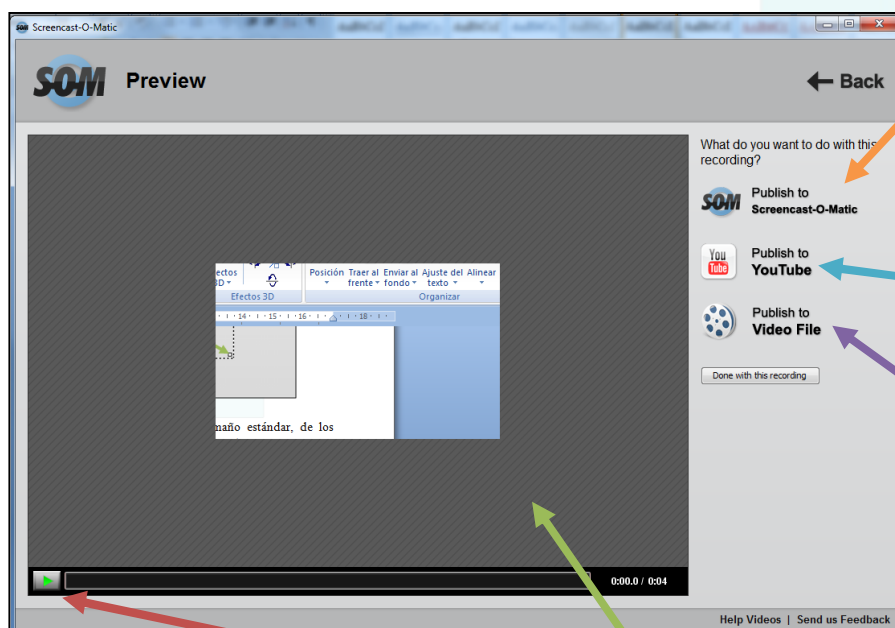 Screencast-O-Matic
SOM Preview
Back
What do you want to do with this
recording?
SOM Publish to
Screencast-O-Matic
You Tube Publish to
YouTube
Publish to
Video File
Done with this recording
ectos
3D
Efectos 3D
Posición Traer al Enviar al Ajuste del Alinear
frente fondo texto
Organizar
14 15 16 18
maño estándar, de los
0:00.0 / 0:04
Help Videos | Send us Feedback